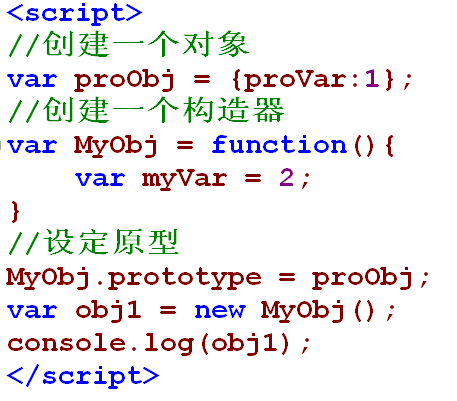 <script>
//创建一个对象
var proObj = {proVar:1};
//创建一个构造器
var MyObj = function(){
    var myVar = 2;
}
//设定原型
MyObj.prototype = proObj;
var obj1 = new MyObj();
console.log(obj1);
</script>